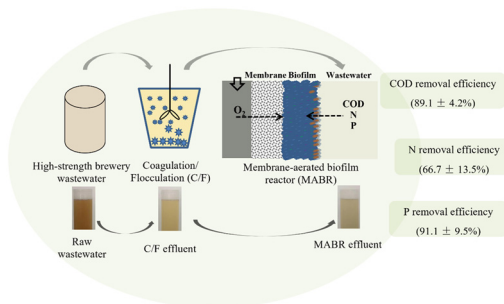 Membrane Biofilm Wastewater
O2
COD
N
P
High-strength brewery
wastewater
Coagulation/
Flocculation (C/F)
Membrane-aerated biofilm
reactor (MABR)
Raw
wastewater
C/F effluent
MABR effluent
COD removal efficiency
(89.1 ± 4.2%)
N removal efficiency
(66.7 ± 13.5%)
P removal efficiency
(91.1 ± 9.5%)